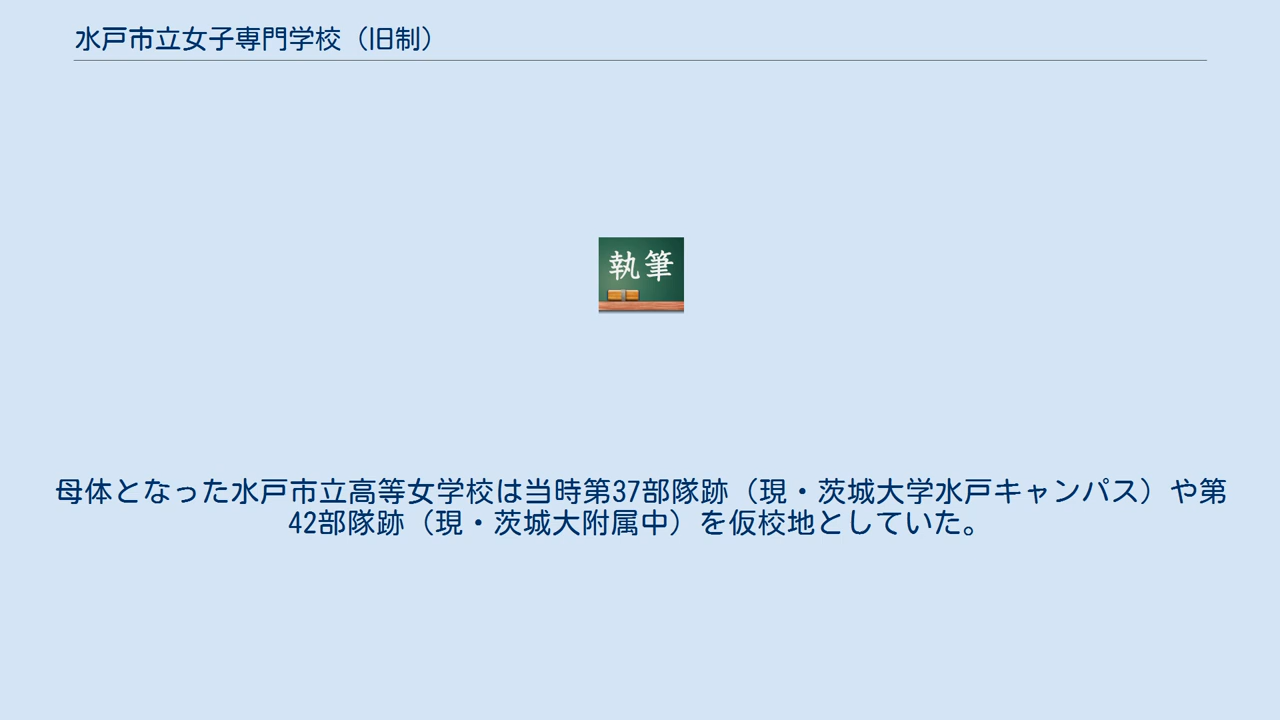 水戸市立女子専門学校（旧制）
執筆
母体となった水戸市立高等女学校は当時第37部隊跡（現・茨城大学水戸キャンパス）や第
42部隊跡（現・茨城大附属中）を仮校地としていた。